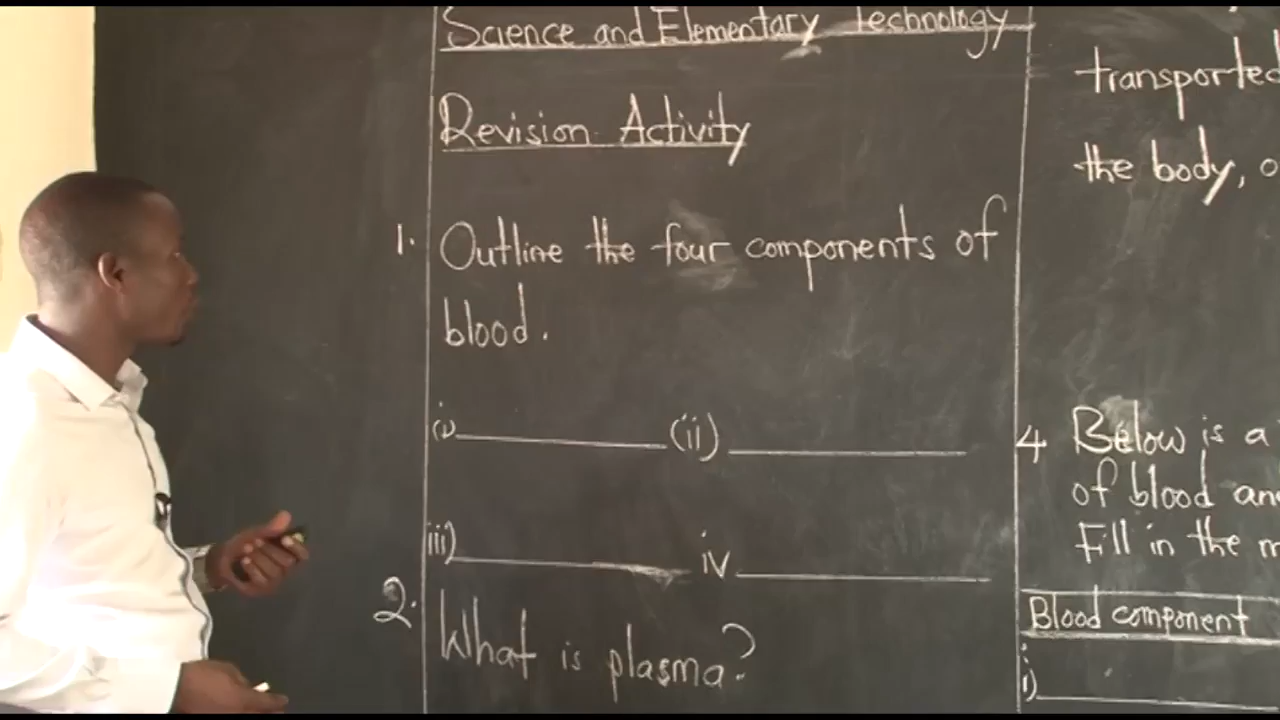 Science and Elementary Technology
Revision Activity
1. Outline the four components of
blood.
(i) (ii)
iii) iv
2. What is plasma?
transported
the body,
4 Below is a
of blood and
Fill in the
Blood component
i)